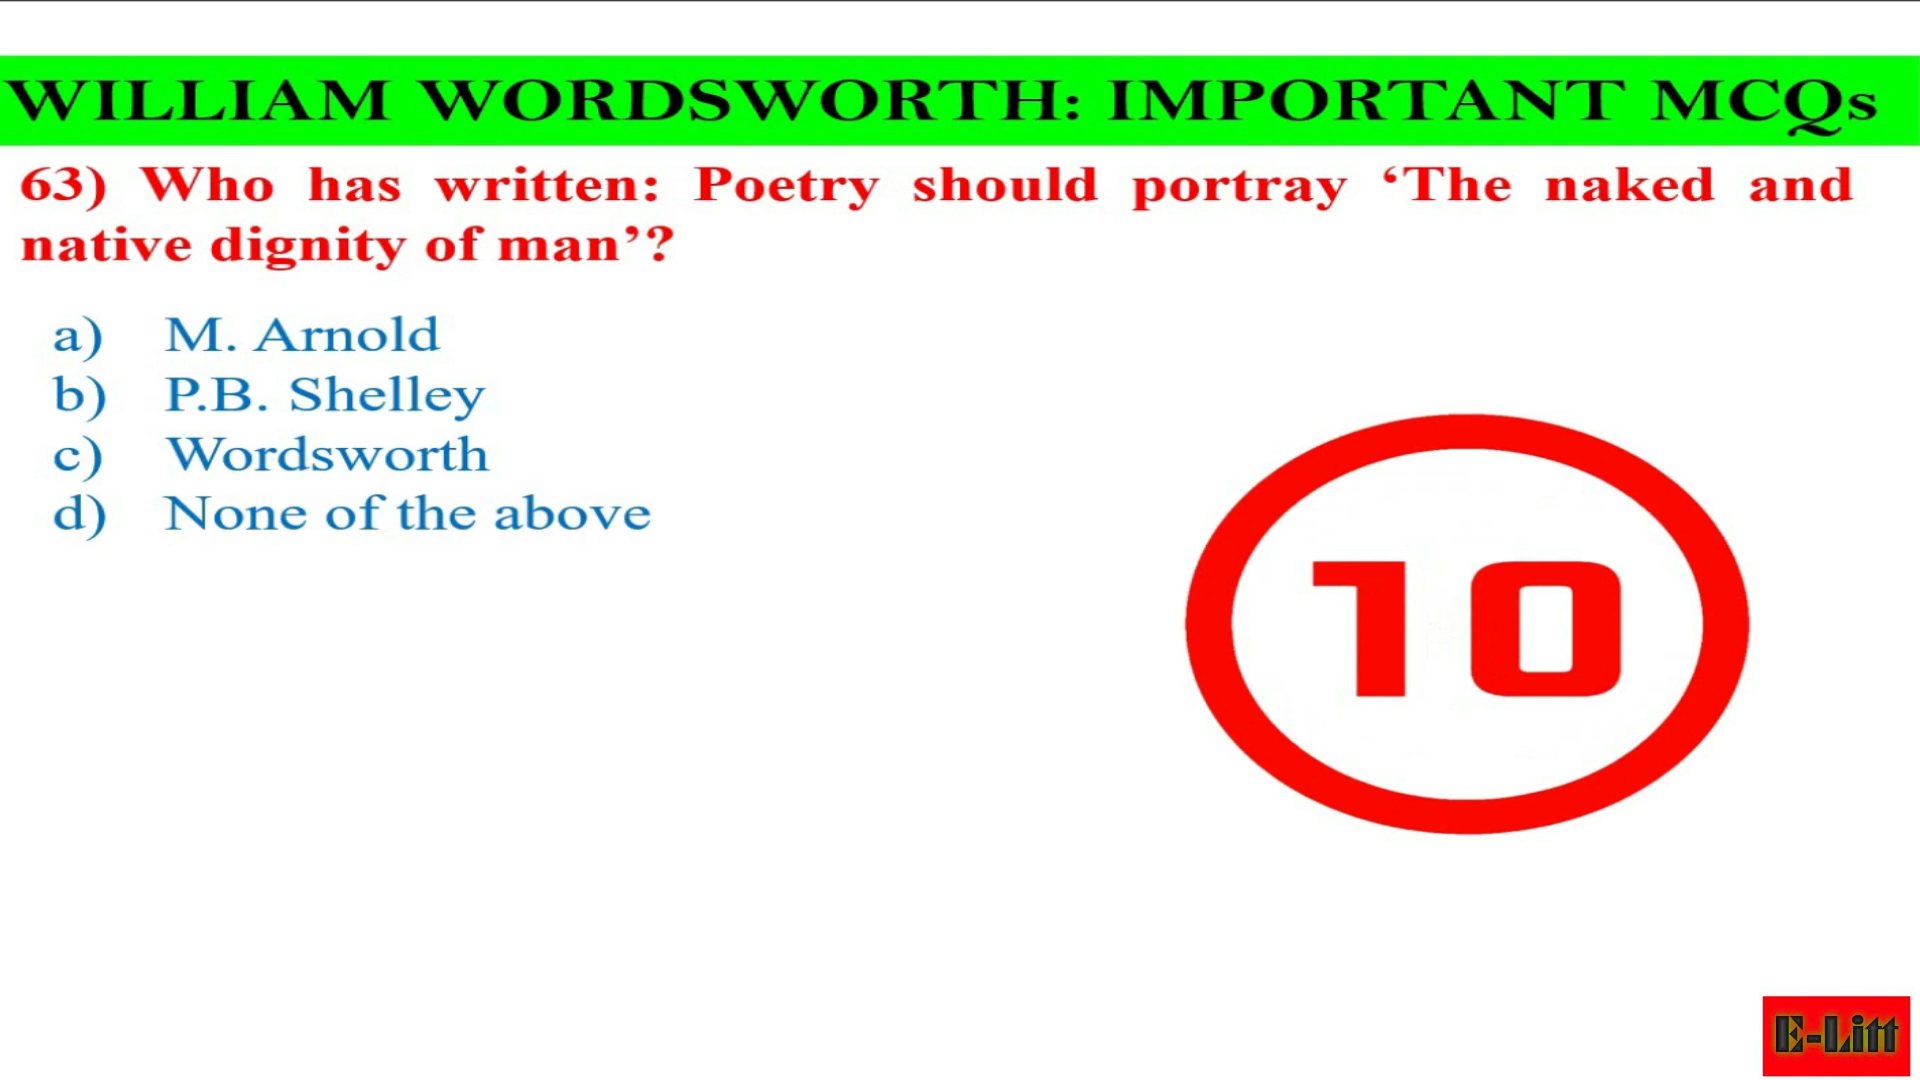 WILLIAM WORDSWORTH: IMPORTANT MCQs
63) Who has written: Poetry should portray ‘The naked and
native dignity of man’?
a) M. Arnold
b) P.B. Shelley
c) Wordsworth
d) None of the above
10
E-Litt